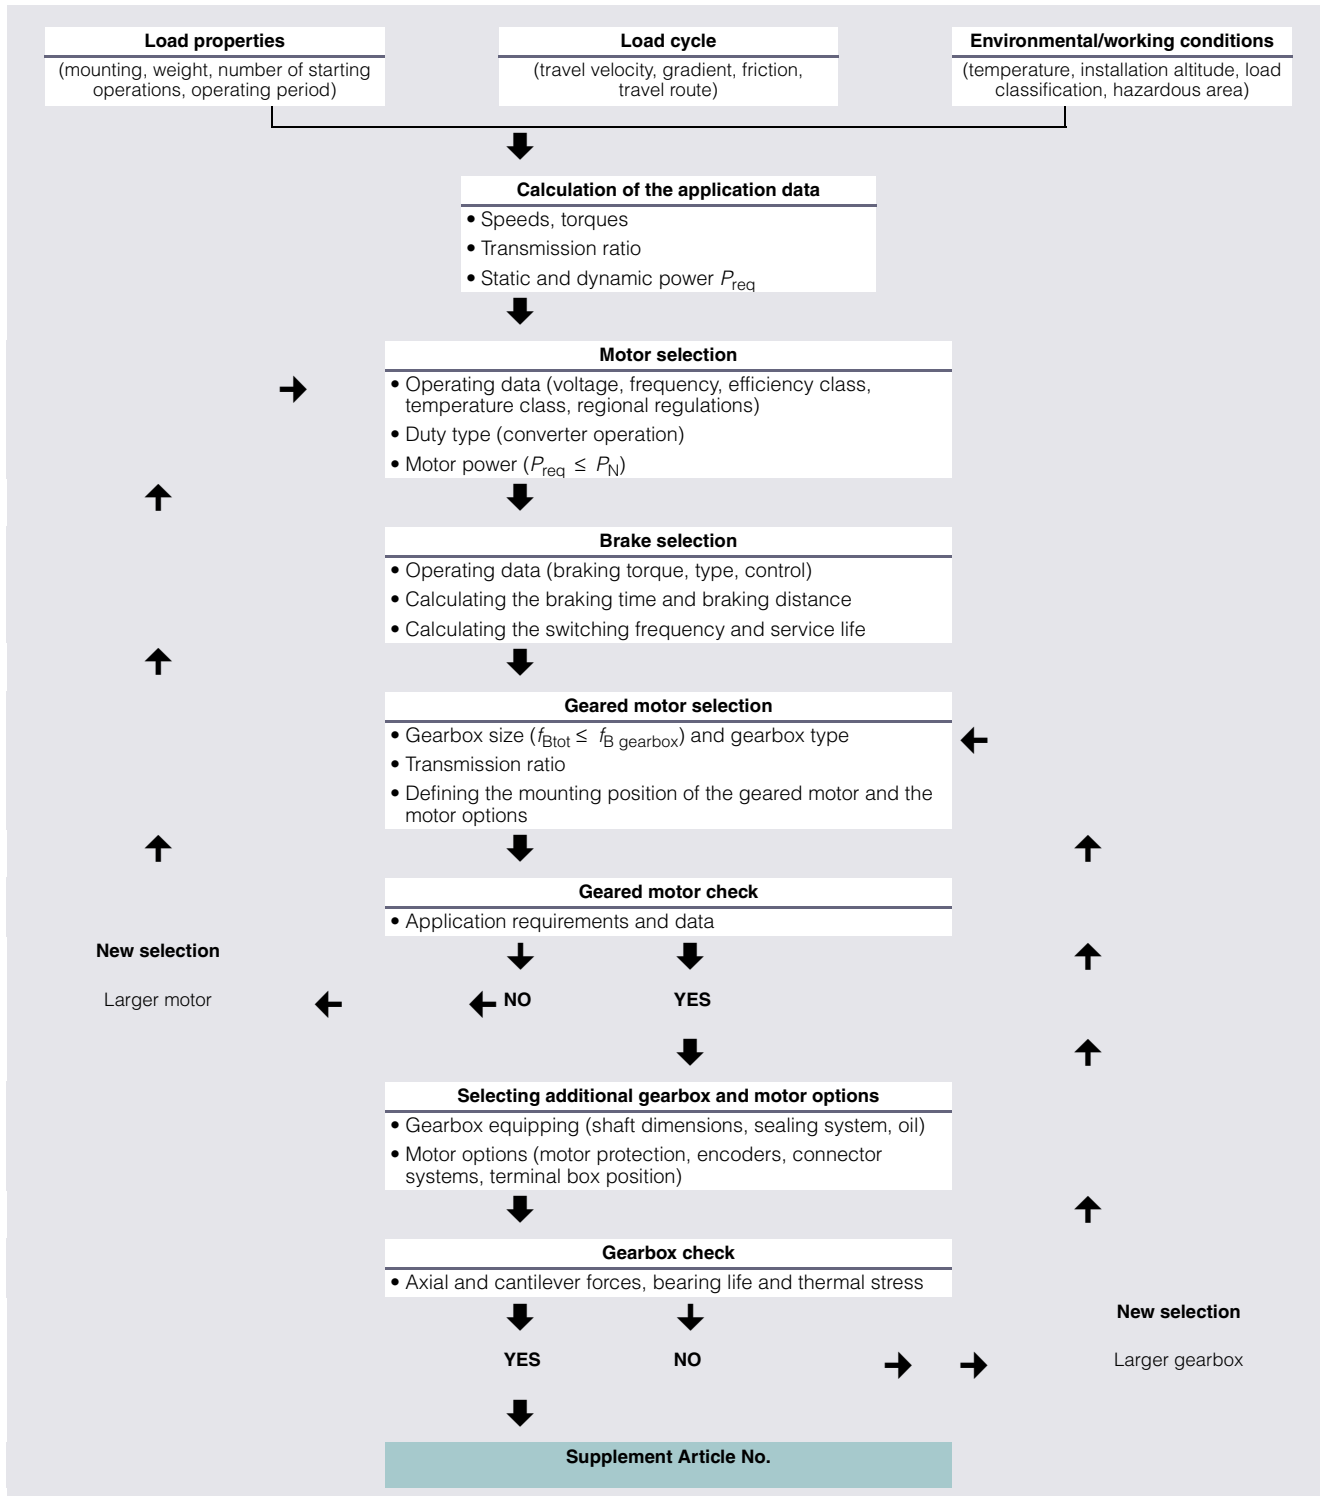 Load properties
(mounting, weight, number of starting
operations, operating period)
Load cycle
(travel velocity, gradient, friction,
travel route)
Environmental/working conditions
(temperature, installation altitude, load
classification, hazardous area)
Calculation of the application data
• Speeds, torques
• Transmission ratio
• Static and dynamic power Preq
Motor selection
• Operating data (voltage, frequency, efficiency class,
temperature class, regional regulations)
• Duty type (converter operation)
• Motor power (Preq ≤ PN)
Brake selection
• Operating data (braking torque, type, control)
• Calculating the braking time and braking distance
• Calculating the switching frequency and service life
Geared motor selection
• Gearbox size (fBtot ≤ fB gearbox) and gearbox type
• Transmission ratio
• Defining the mounting position of the geared motor and the
motor options
Geared motor check
• Application requirements and data
New selection
Larger motor
NO
YES
Selecting additional gearbox and motor options
• Gearbox equipping (shaft dimensions, sealing system, oil)
• Motor options (motor protection, encoders, connector
systems, terminal box position)
Gearbox check
• Axial and cantilever forces, bearing life and thermal stress
YES
NO
New selection
Larger gearbox
Supplement Article No.